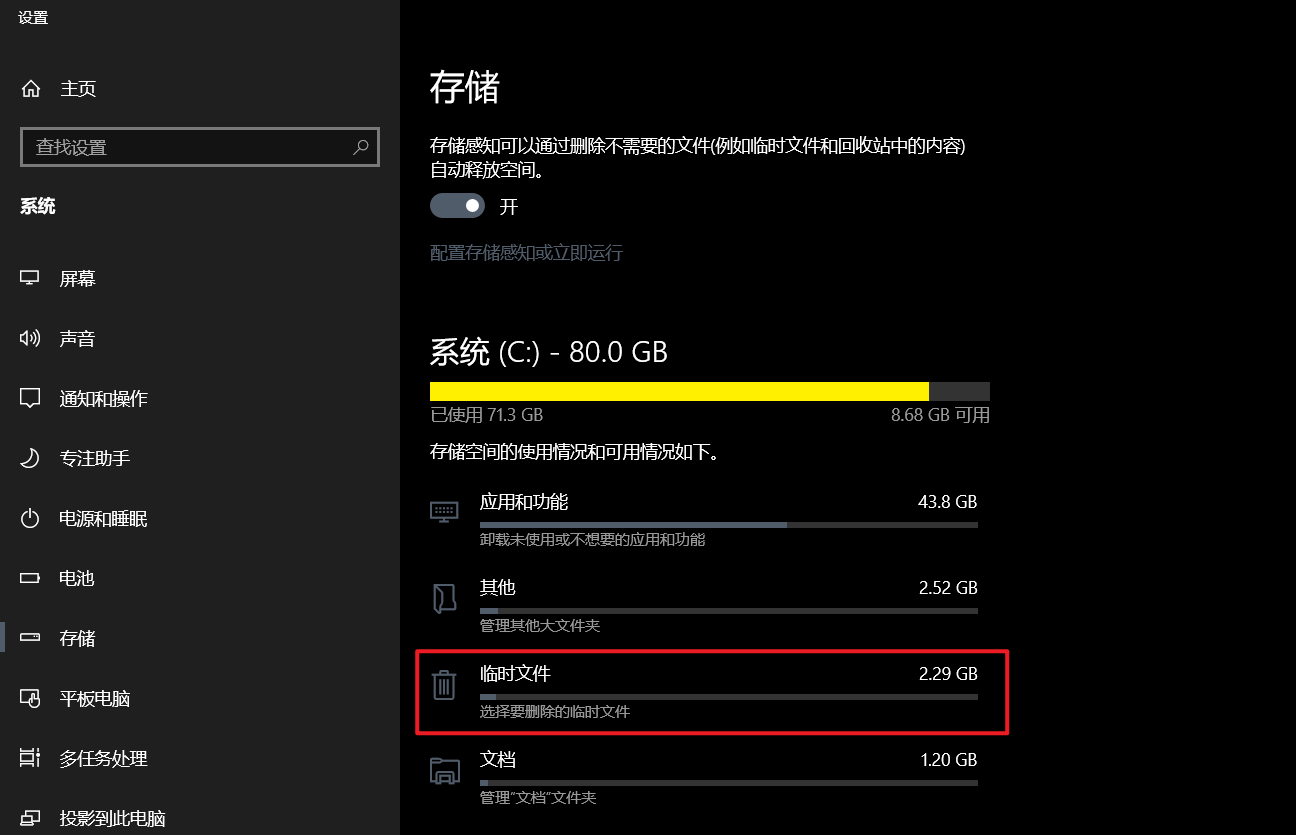 设置
主页
查找设置
系统
屏幕
声音
通知和操作
专注助手
电源和睡眠
电池
存储
平板电脑
多任务处理
投影到此电脑
存储
存储感知可以通过删除不需要的文件(例如临时文件和回收站中的内容)
自动释放空间。
开
配置存储感知或立即运行
系统 (C:) - 80.0 GB
已使用 71.3 GB 8.68 GB 可用
存储空间的使用情况和可用情况如下。
应用和功能 43.8 GB
卸载未使用或不想要的应用和功能
其他 2.52 GB
管理其他大文件夹
临时文件 2.29 GB
选择要删除的临时文件
文档 1.20 GB
管理"文档"文件夹